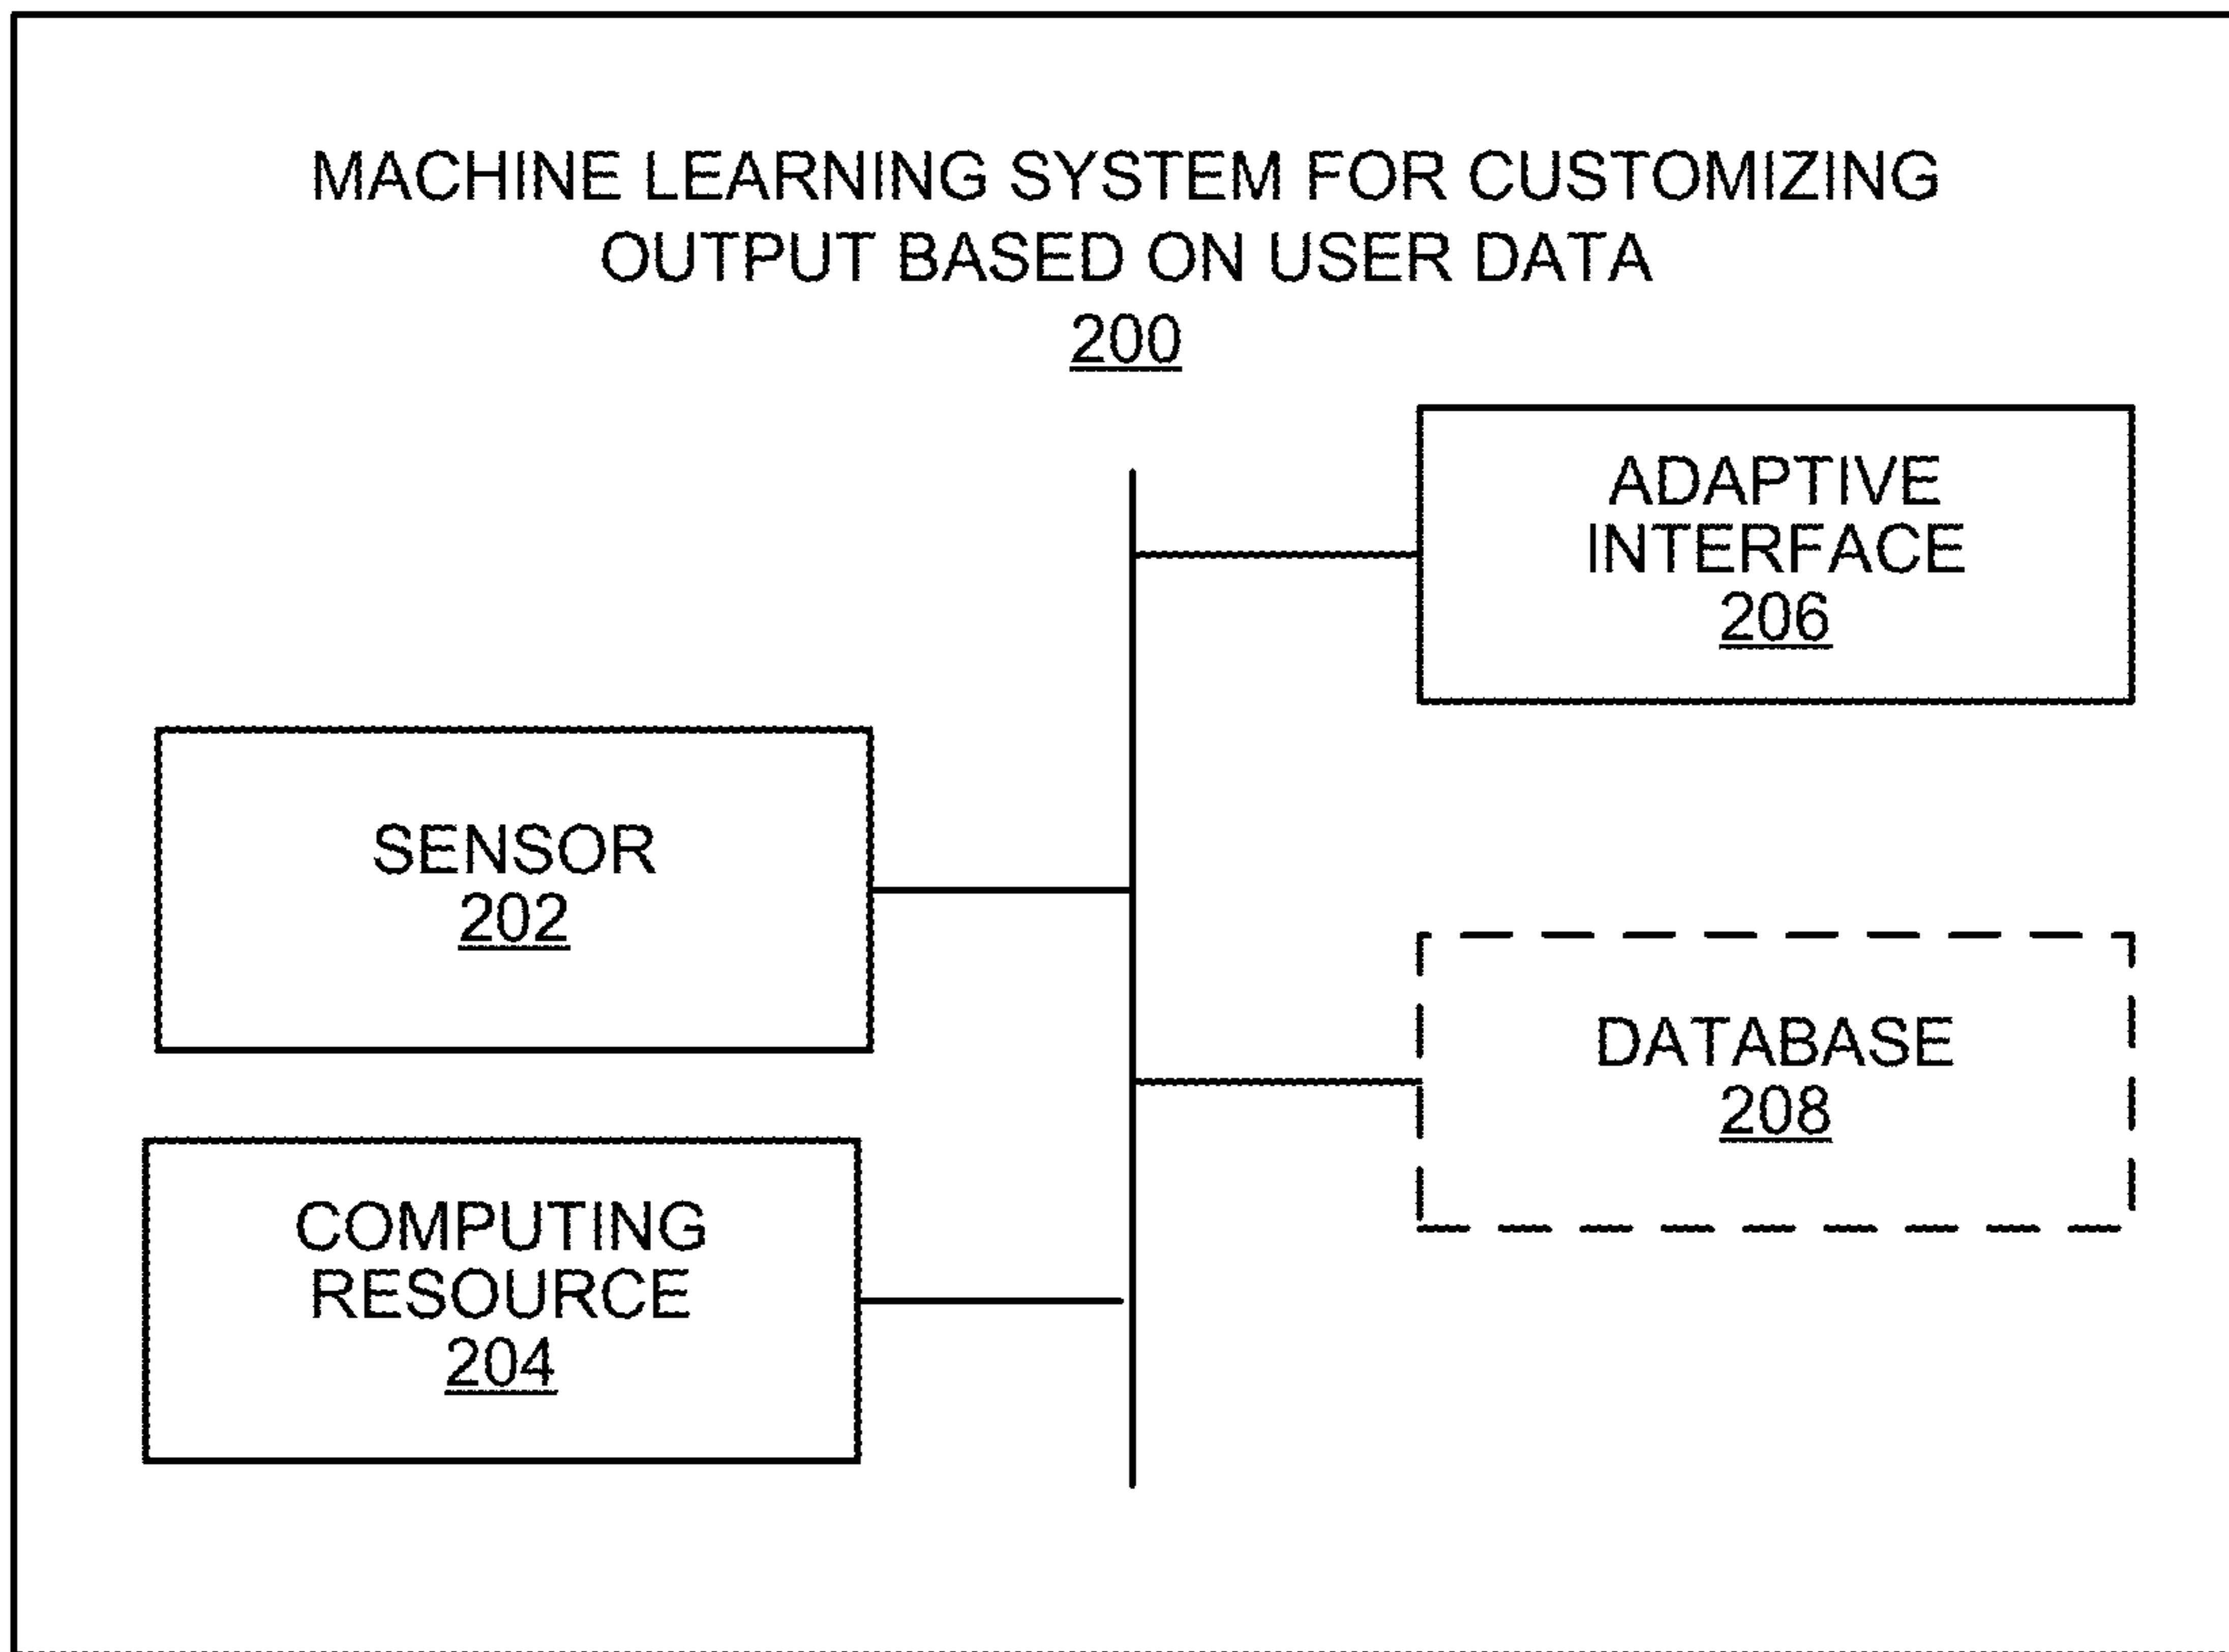 MACHINE LEARNING SYSTEM FOR CUSTOMIZING
OUTPUT BASED ON USER DATA
200
ADAPTIVE
INTERFACE
206
SENSOR
202
DATABASE
208
COMPUTING
RESOURCE
204